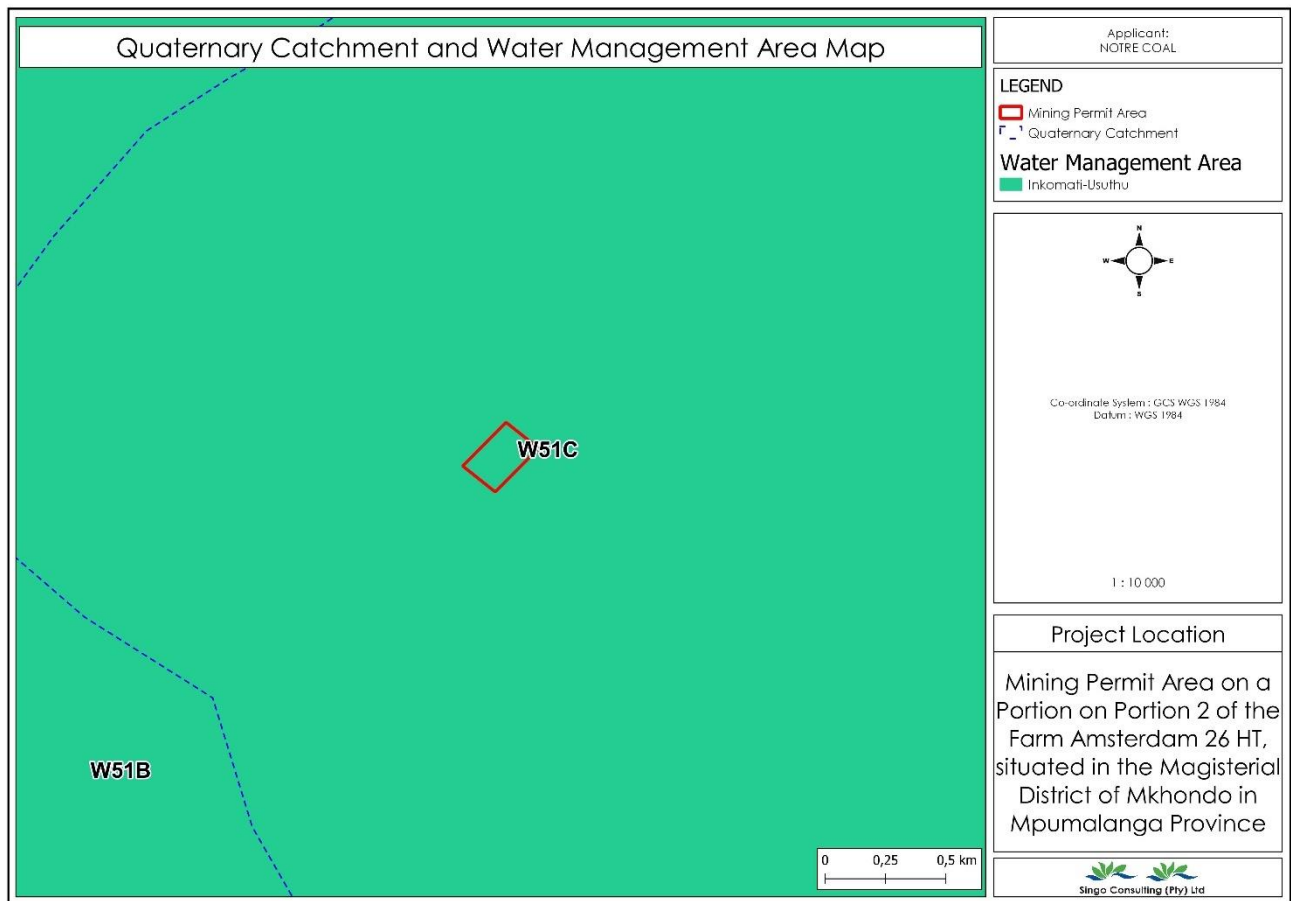 Quaternary Catchment and Water Management Area Map
W51C
W51B
0 0,25 0,5 km
Applicant:
NOTRE COAL
LEGEND
Mining Permit Area
Quaternary Catchment
Water Management Area
Inkomati-Usuthu
N
W E
S
Co-ordinate System : GCS WGS 1984
Datum : WGS 1984
1 : 10 000
Project Location
Mining Permit Area on a
Portion on Portion 2 of the
Farm Amsterdam 26 HT,
situated in the Magisterial
District of Mkhondo in
Mpumalanga Province
Singo Consulting (Pty) Ltd